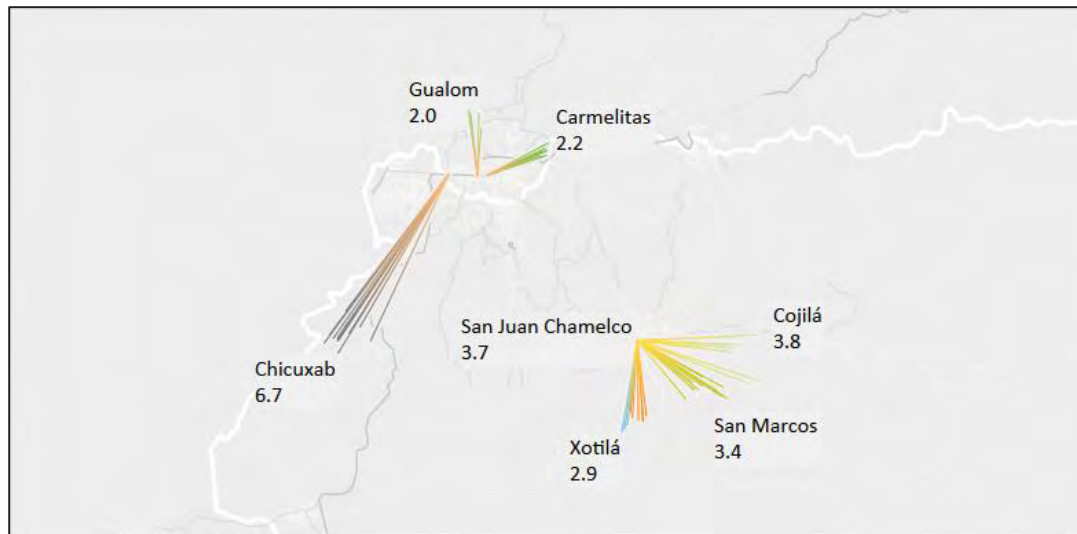 Gualom
2.0
Carmelitas
2.2
San Juan Chamelco
3.7
Cojilá
3.8
Chicuxab
6.7
San Marcos
3.4
Xotilá
2.9